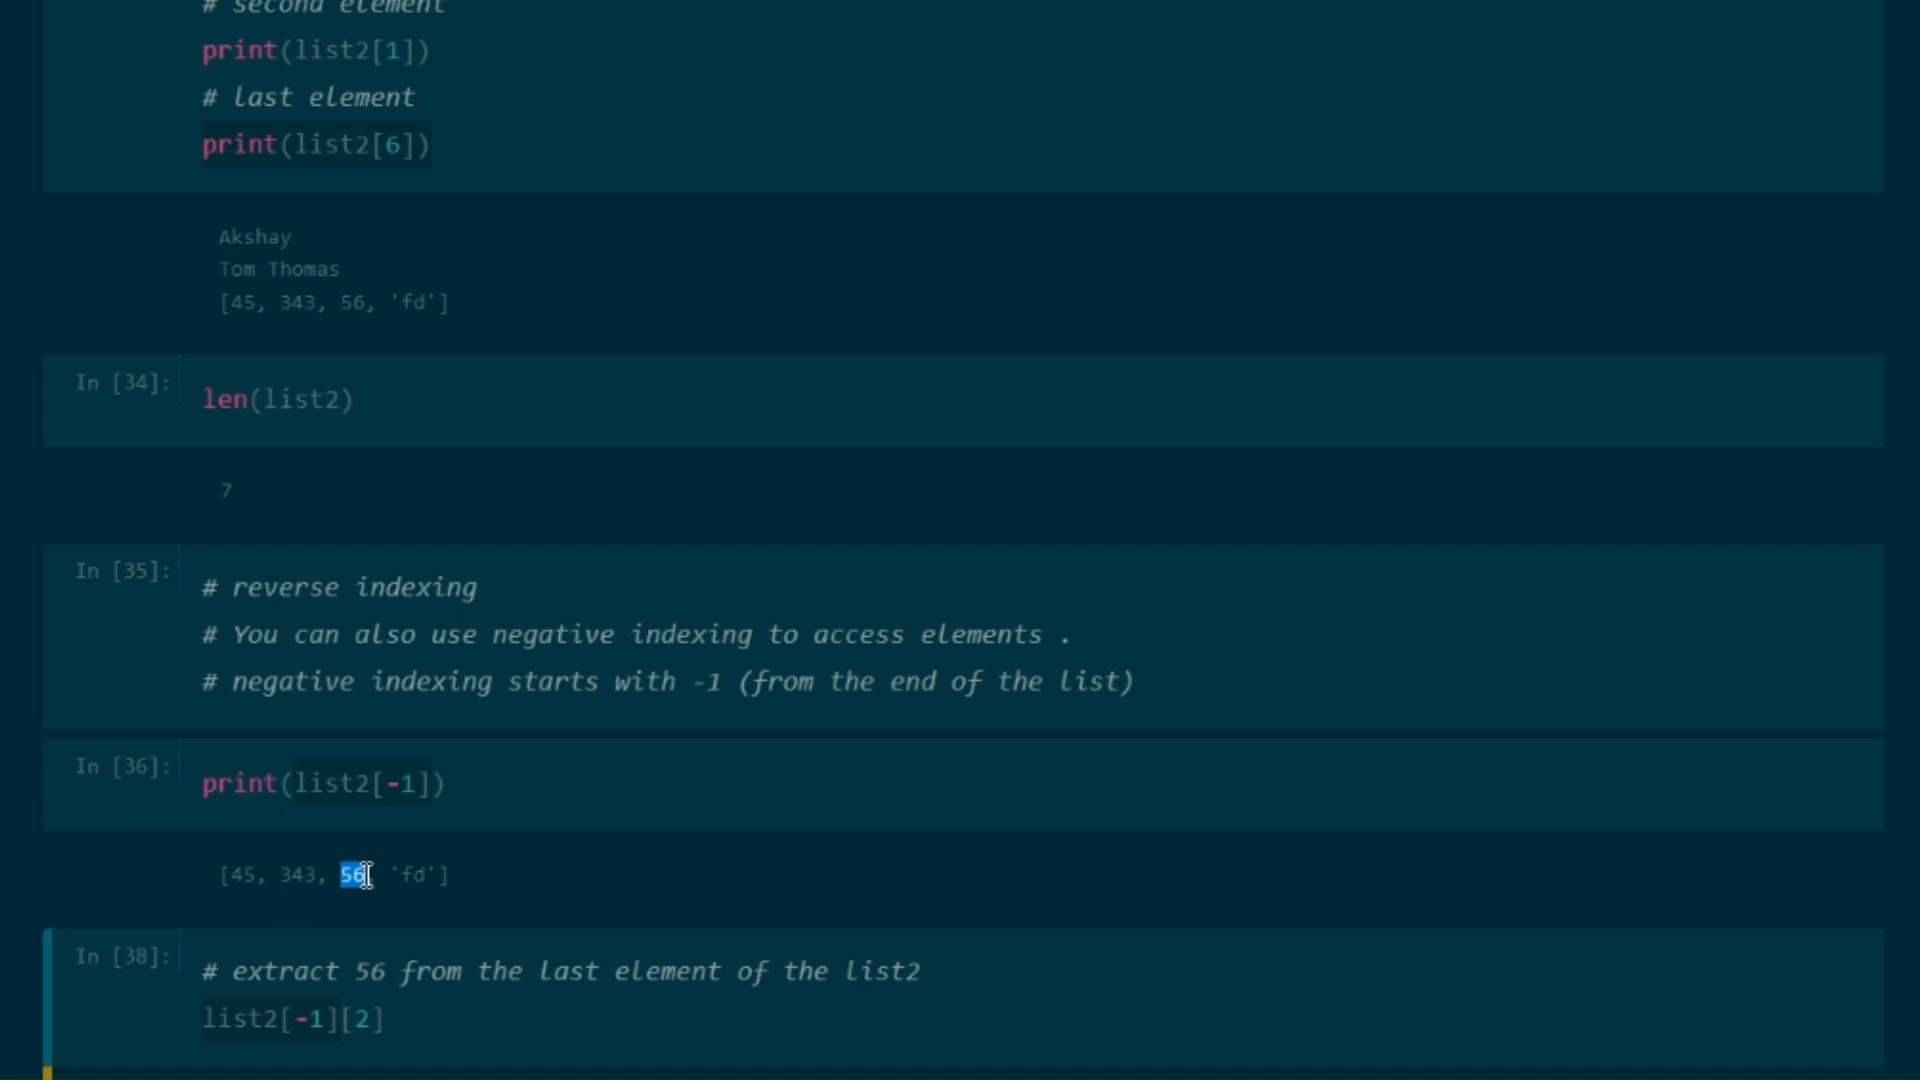 # second element
print(list2[1])
# last element
print(list2[6])
Akshay
Tom Thomas
[45, 343, 56, 'fd']
In [34]:
len(list2)
7
In [35]:
# reverse indexing
# You can also use negative indexing to access elements .
# negative indexing starts with -1 (from the end of the list)
In [36]:
print(list2[-1])
[45, 343, 56, 'fd']
In [38]:
# extract 56 from the last element of the list2
list2[-1][2]